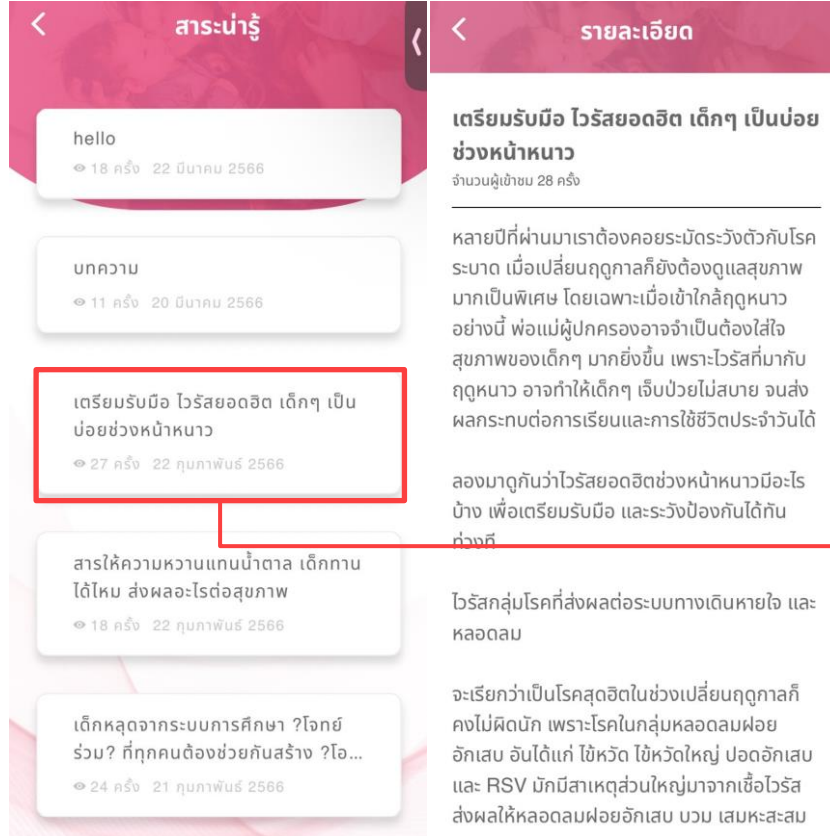 สาระน่ารู้
hello
18 ครั้ง 22 มีนาคม 2566
บทความ
11 ครั้ง 20 มีนาคม 2566
เตรียมรับมือ ไวรัสยอดฮิต เด็กๆ เป็น
บ่อยช่วงหน้าหนาว
27 ครั้ง 22 กุมภาพันธ์ 2566
สารให้ความหวานแทนน้ำตาล เด็กทาน
ได้ไหม ส่งผลอะไรต่อสุขภาพ
18 ครั้ง 22 กุมภาพันธ์ 2566
เด็กหลุดจากระบบการศึกษา ?โจทย์
ร่วม? ที่ทุกคนต้องช่วยกันสร้าง ?โอ...
24 ครั้ง 21 กุมภาพันธ์ 2566
รายละเอียด
เตรียมรับมือ ไวรัสยอดฮิต เด็กๆ เป็นบ่อย
ช่วงหน้าหนาว
จำนวนผู้เข้าชม 28 ครั้ง
หลายปีที่ผ่านมาเราต้องคอยระมัดระวังตัวกับโรค
ระบาด เมื่อเปลี่ยนฤดูกาลก็ยังต้องดูแลสุขภาพ
มากเป็นพิเศษ โดยเฉพาะเมื่อเข้าใกล้ฤดูหนาว
อย่างนี้ พ่อแม่ผู้ปกครองอาจจำเป็นต้องใส่ใจ
สุขภาพของเด็กๆ มากยิ่งขึ้น เพราะไวรัสที่มากับ
ฤดูหนาว อาจทำให้เด็กๆ เจ็บป่วยไม่สบาย จนส่ง
ผลกระทบต่อการเรียนและการใช้ชีวิตประจำวันได้
ลองมาดูกันว่าไวรัสยอดฮิตช่วงหน้าหนาวมีอะไร
บ้าง เพื่อเตรียมรับมือ และระวังป้องกันได้ทัน
ท่วงที
ไวรัสกลุ่มโรคที่ส่งผลต่อระบบทางเดินหายใจ และ
หลอดลม
จะเรียกว่าเป็นโรคสุดฮิตในช่วงเปลี่ยนฤดูกาลก็
คงไม่ผิดนัก เพราะโรคในกลุ่มหลอดลมฝอย
อักเสบ อันได้แก่ ไข้หวัด ไข้หวัดใหญ่ ปอดอักเสบ
และ RSV มักมีสาเหตุส่วนใหญ่มาจากเชื้อไวรัส
ส่งผลให้หลอดลมฝอยอักเสบ บวม เสมหะสะสม